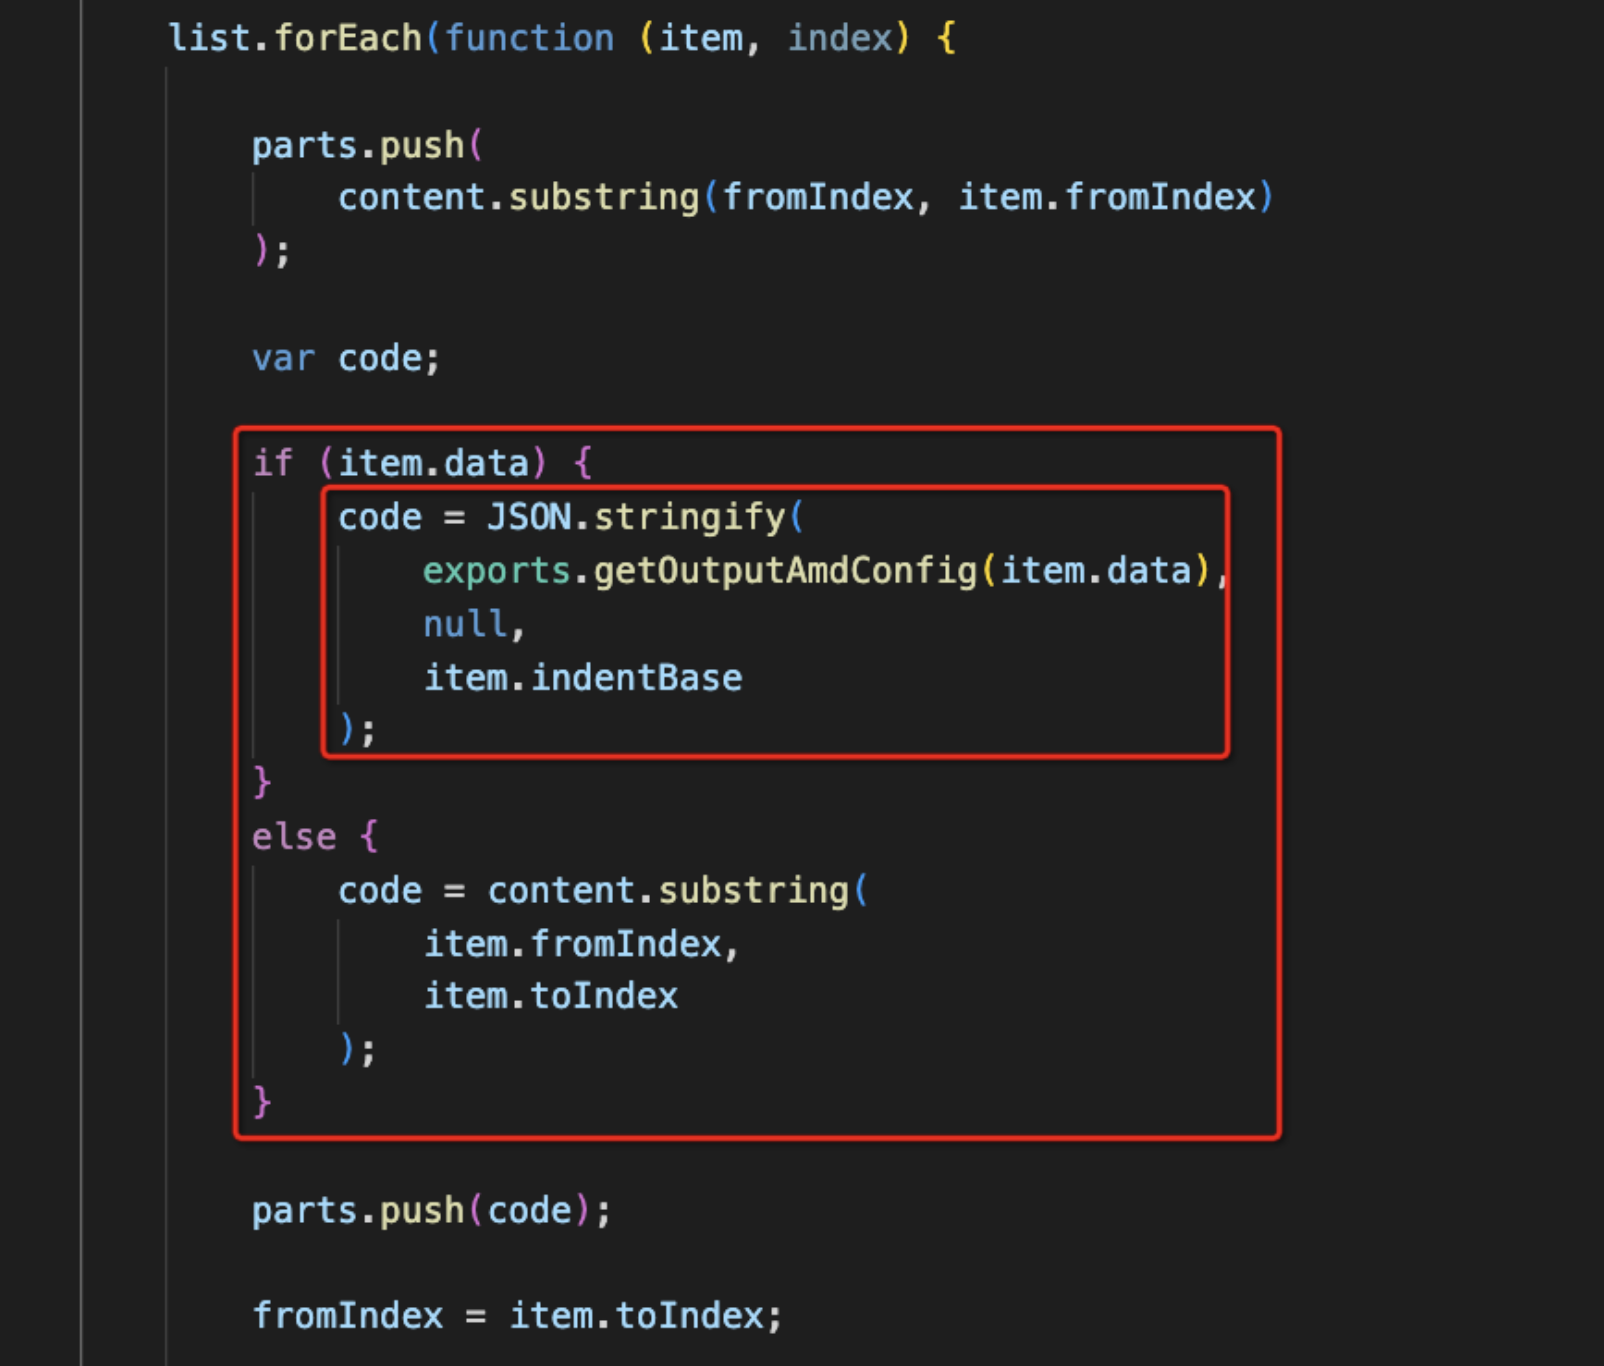 list.forEach(function (item, index) {
parts.push(
content.substring(fromIndex, item.fromIndex)
);
var code;
if (item.data) {
code = JSON.stringify(
exports.getOutputAmdConfig(item.data),
null,
item.indentBase
);
}
else {
code = content.substring(
item.fromIndex,
item.toIndex
);
}
parts.push(code);
fromIndex = item.toIndex;